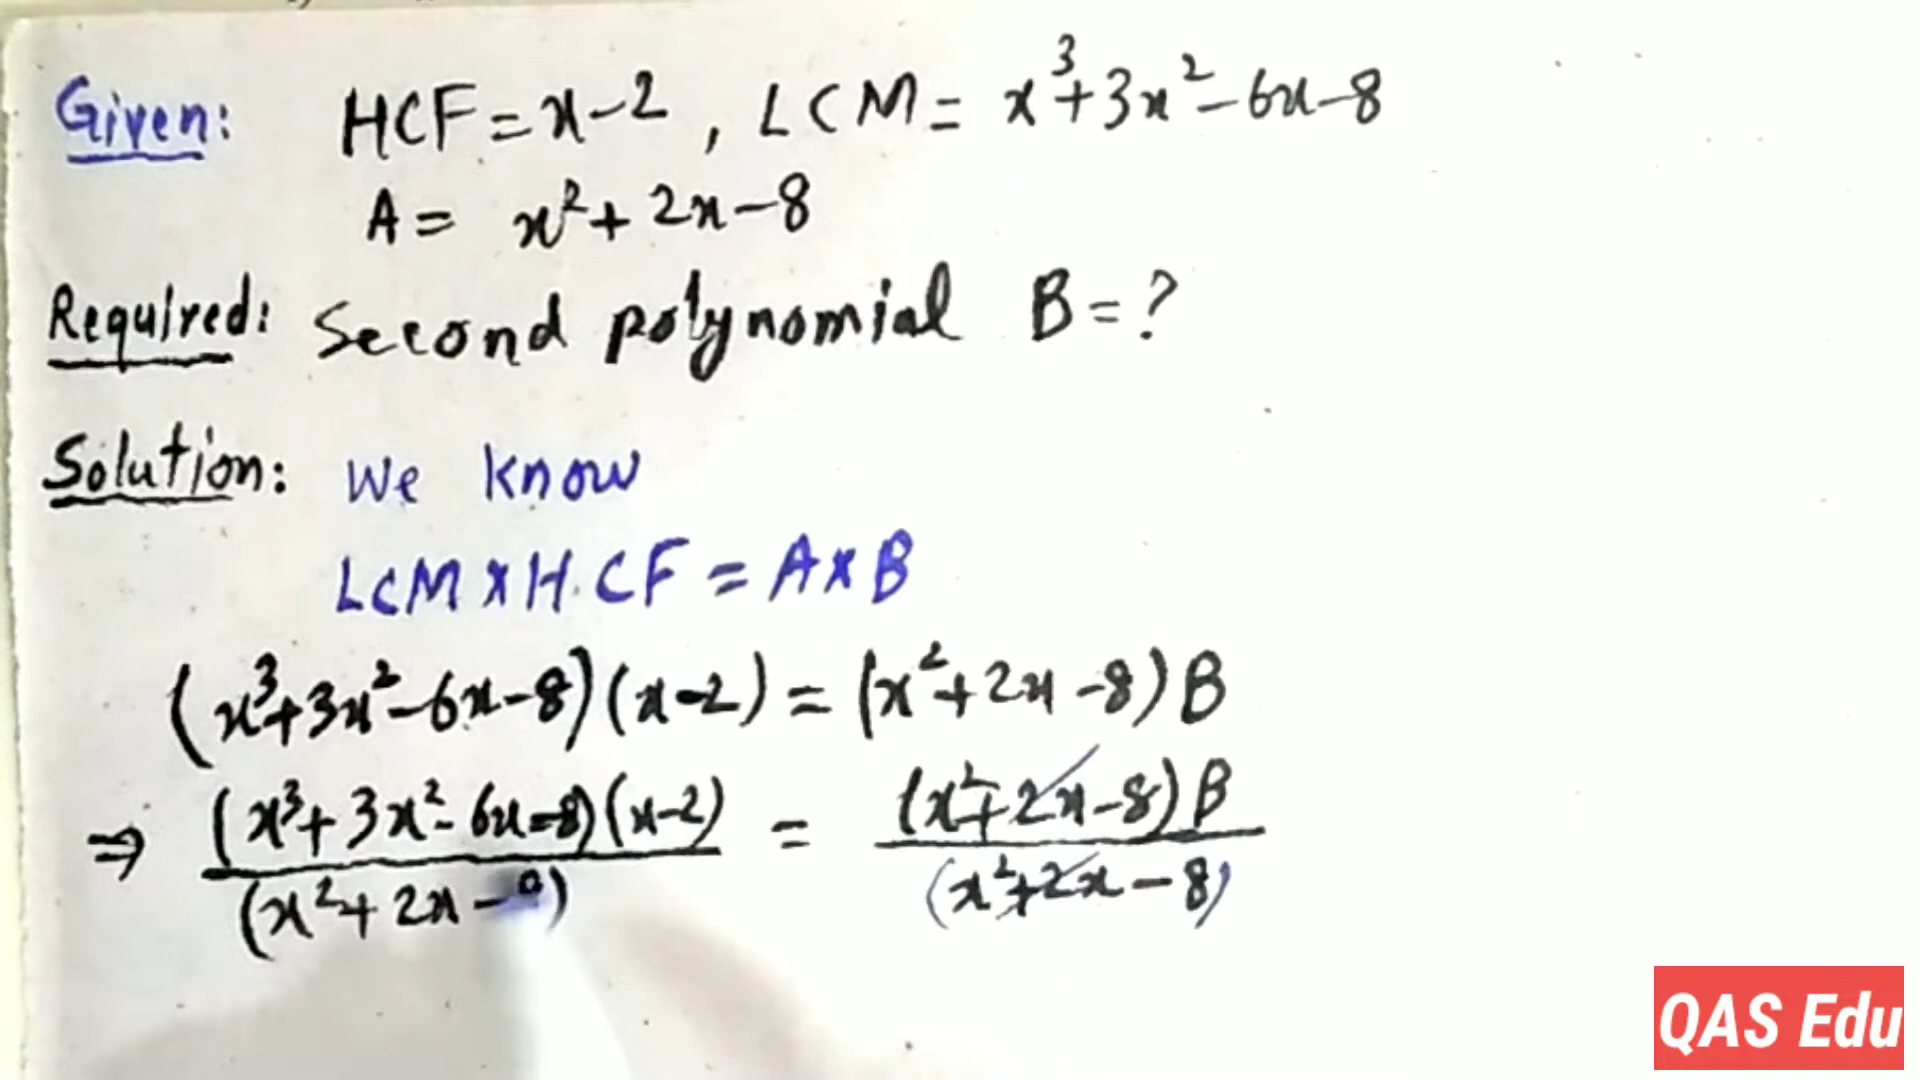 Given: HCF = x-2 , LCM = x³+3x²-6x-8
A = x²+2x-8
Required: Second polynomial B=?
Solution: We know
LCM x H.CF = A x B
(x³+3x²-6x-8)(x-2) = (x²+2x-8)B
⇒ (x³+3x²-6x-8)(x-2) = (x²+2x-8)B
(x²+2x- ) (x²+2x-8)
QAS Edu